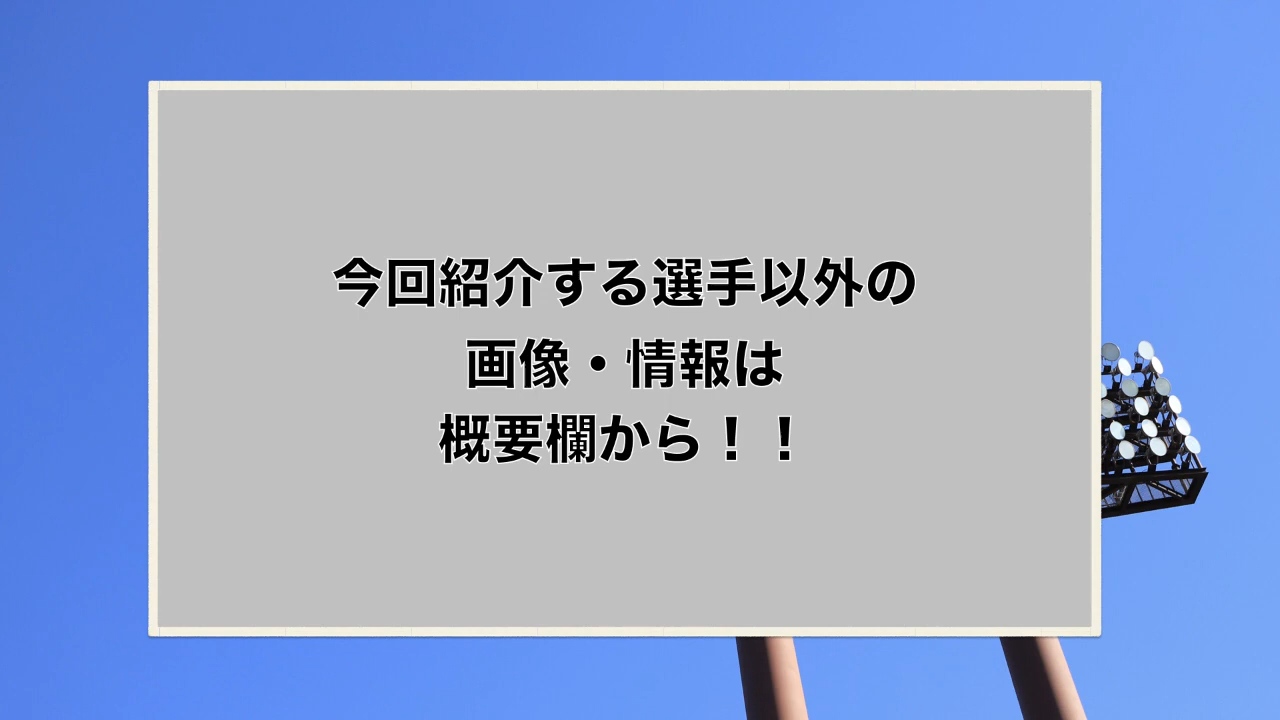 今回紹介する選手以外の
画像・情報は
概要欄から！！